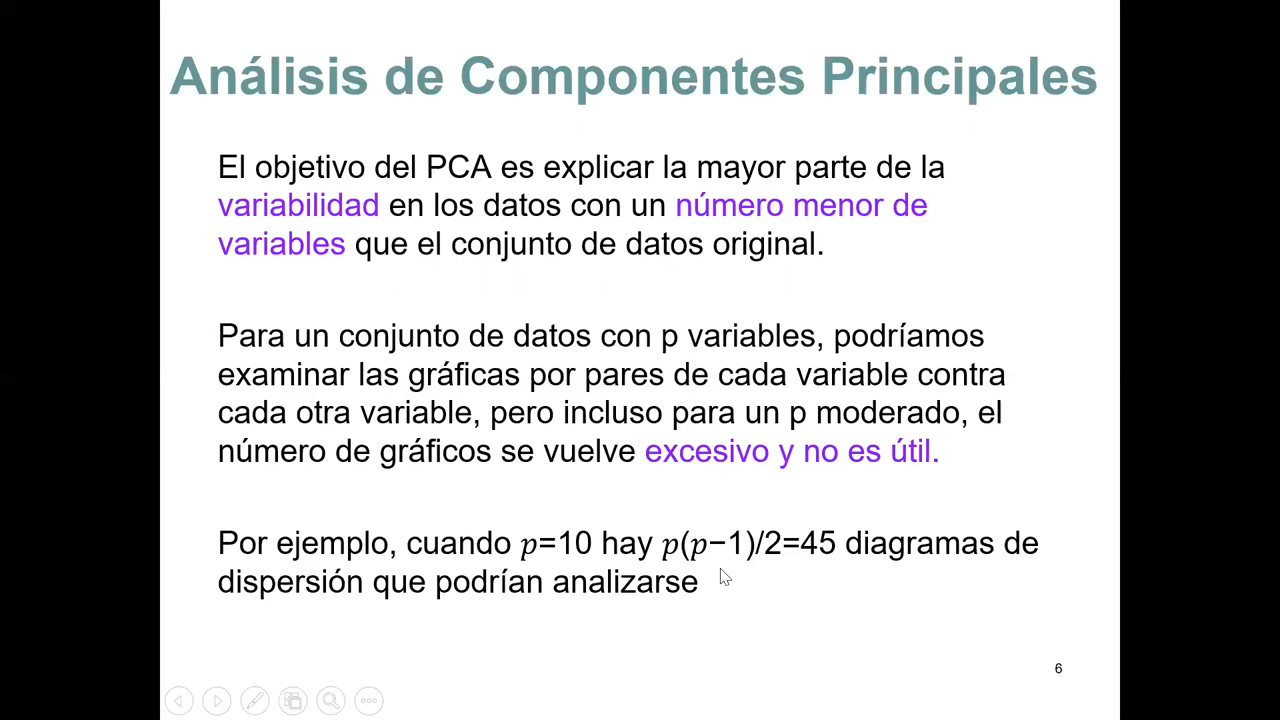 Análisis de Componentes Principales
El objetivo del PCA es explicar la mayor parte de la
variabilidad en los datos con un número menor de
variables que el conjunto de datos original.
Para un conjunto de datos con p variables, podríamos
examinar las gráficas por pares de cada variable contra
cada otra variable, pero incluso para un p moderado, el
número de gráficos se vuelve excesivo y no es útil.
Por ejemplo, cuando 𝑝=10 hay 𝑝(𝑝−1)/2=45 diagramas de
dispersión que podrían analizarse
6